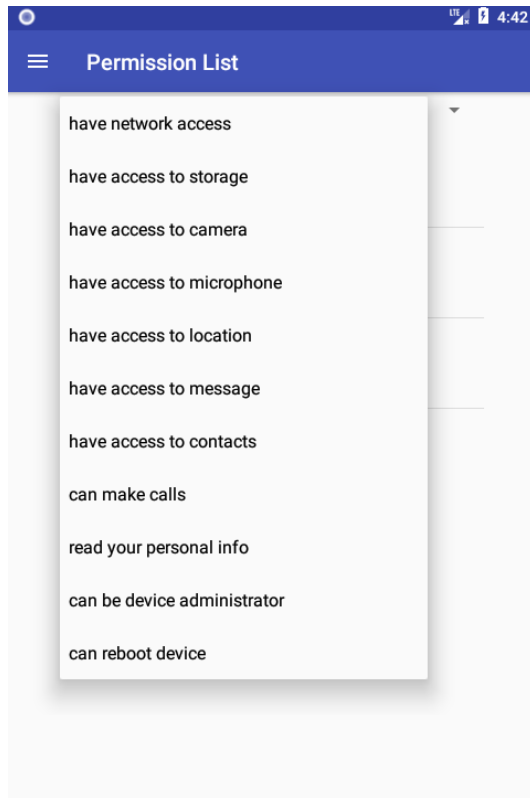 LTE 4:42
Permission List
have network access
have access to storage
have access to camera
have access to microphone
have access to location
have access to message
have access to contacts
can make calls
read your personal info
can be device administrator
can reboot device